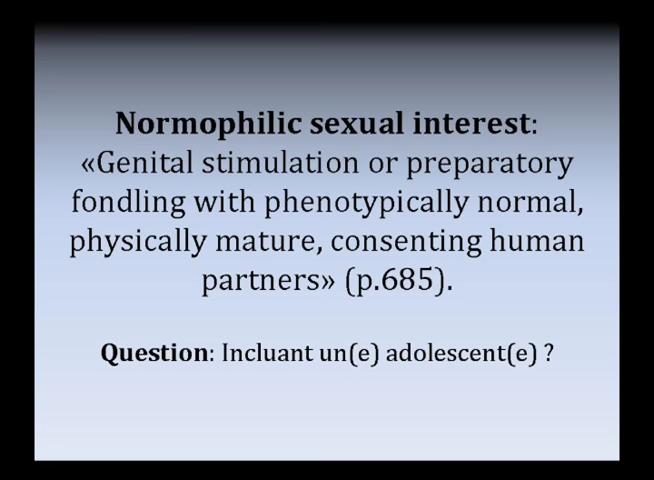 Normophilic sexual interest:
«Genital stimulation or preparatory
fondling with phenotypically normal,
physically mature, consenting human
partners» (p.685).
Question: Incluant un(e) adolescent(e) ?